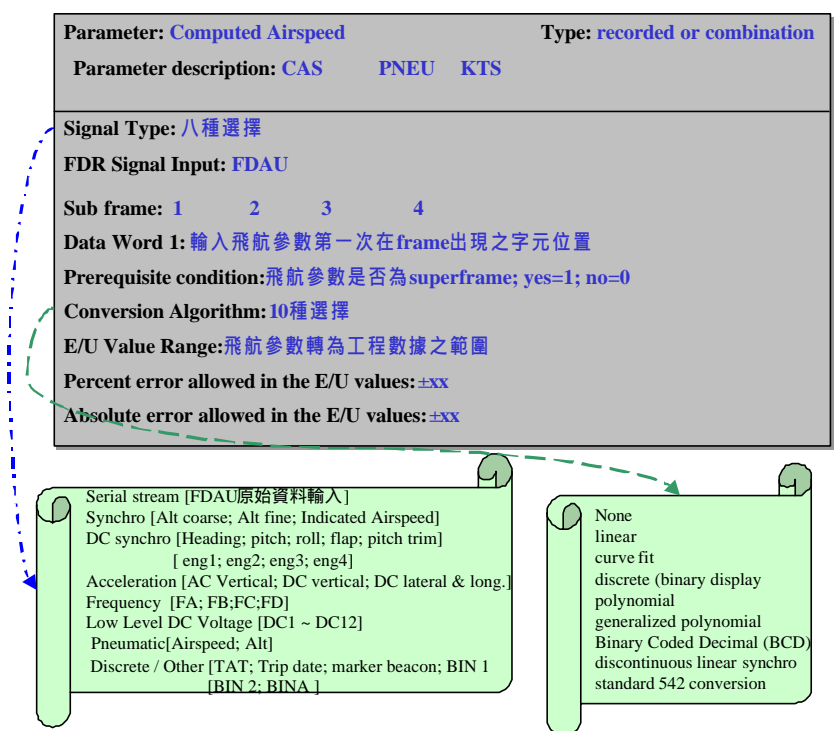 Parameter: Computed Airspeed Type: recorded or combination
Parameter description: CAS PNEU KTS
Signal Type: 八種選擇
FDR Signal Input: FDAU
Sub frame: 1 2 3 4
Data Word 1: 輸入飛航參數第一次在frame出現之字元位置
Prerequisite condition:飛航參數是否為superframe; yes=1; no=0
Conversion Algorithm:10種選擇
E/U Value Range:飛航參數轉為工程數據之範圍
Percent error allowed in the E/U values:±xx
Absolute error allowed in the E/U values:±xx
Serial stream [FDAU原始資料輸入]
Synchro [Alt coarse; Alt fine; Indicated Airspeed]
DC synchro [Heading; pitch; roll; flap; pitch trim]
[ eng1; eng2; eng3; eng4]
Acceleration [AC Vertical; DC vertical; DC lateral & long.]
Frequency [FA; FB;FC;FD]
Low Level DC Voltage [DC1 ~ DC12]
Pneumatic[Airspeed; Alt]
Discrete / Other [TAT; Trip date; marker beacon; BIN 1
[BIN 2; BINA ]
None
linear
curve fit
discrete (binary display
polynomial
generalized polynomial
Binary Coded Decimal (BCD)
discontinuous linear synchro
standard 542 conversion